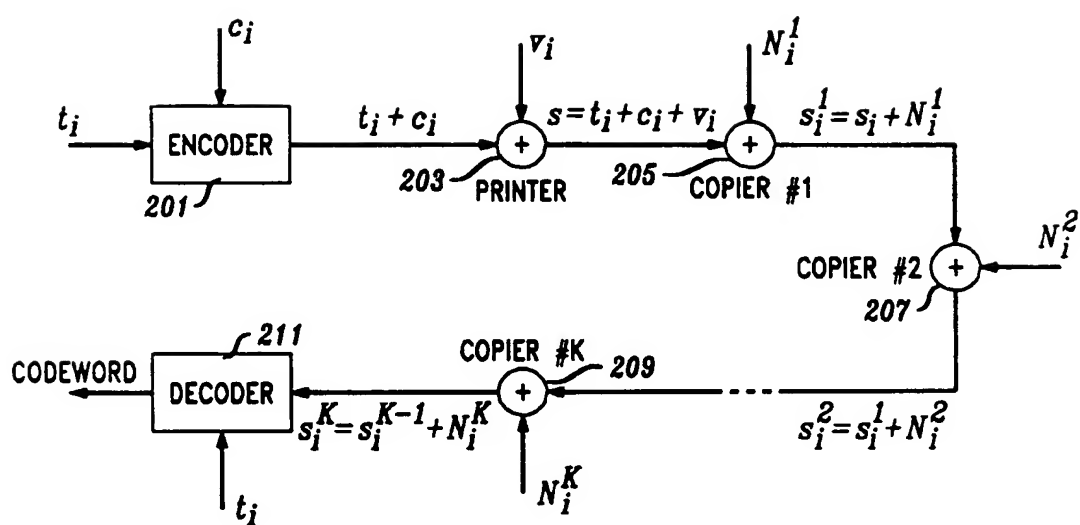 c_i
v_i
N_i^1
t_i
ENCODER
t_i + c_i
s=t_i+c_i+v_i
s_i^1=s_i+N_i^1
201
203
PRINTER
205
COPIER #1
N_i^2
COPIER #2
207
211
COPIER #K
209
CODEWORD
DECODER
s_i^K=s_i^{K-1}+N_i^K
s_i^2=s_i^1+N_i^2
N_i^K
t_i